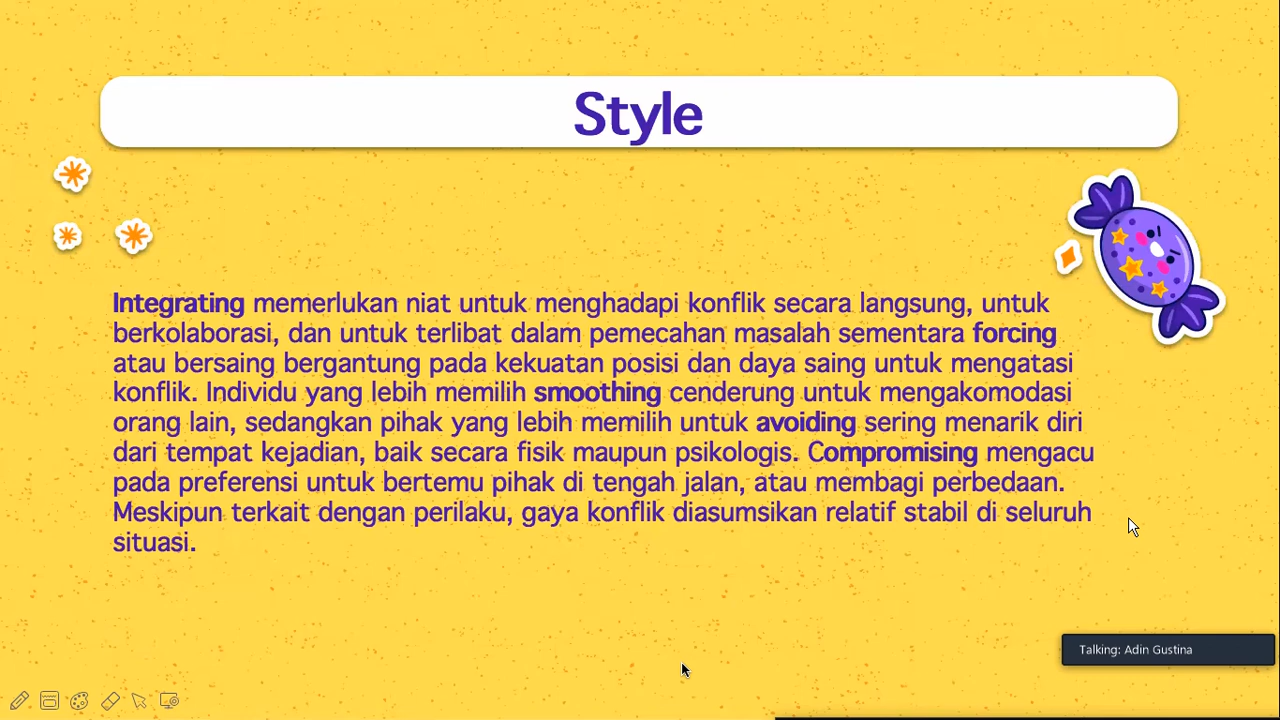 Style
Integrating memerlukan niat untuk menghadapi konflik secara langsung, untuk
berkolaborasi, dan untuk terlibat dalam pemecahan masalah sementara forcing
atau bersaing bergantung pada kekuatan posisi dan daya saing untuk mengatasi
konflik. Individu yang lebih memilih smoothing cenderung untuk mengakomodasi
orang lain, sedangkan pihak yang lebih memilih untuk avoiding sering menarik diri
dari tempat kejadian, baik secara fisik maupun psikologis. Compromising mengacu
pada preferensi untuk bertemu pihak di tengah jalan, atau membagi perbedaan.
Meskipun terkait dengan perilaku, gaya konflik diasumsikan relatif stabil di seluruh
situasi.
Talking: Adin Gustina